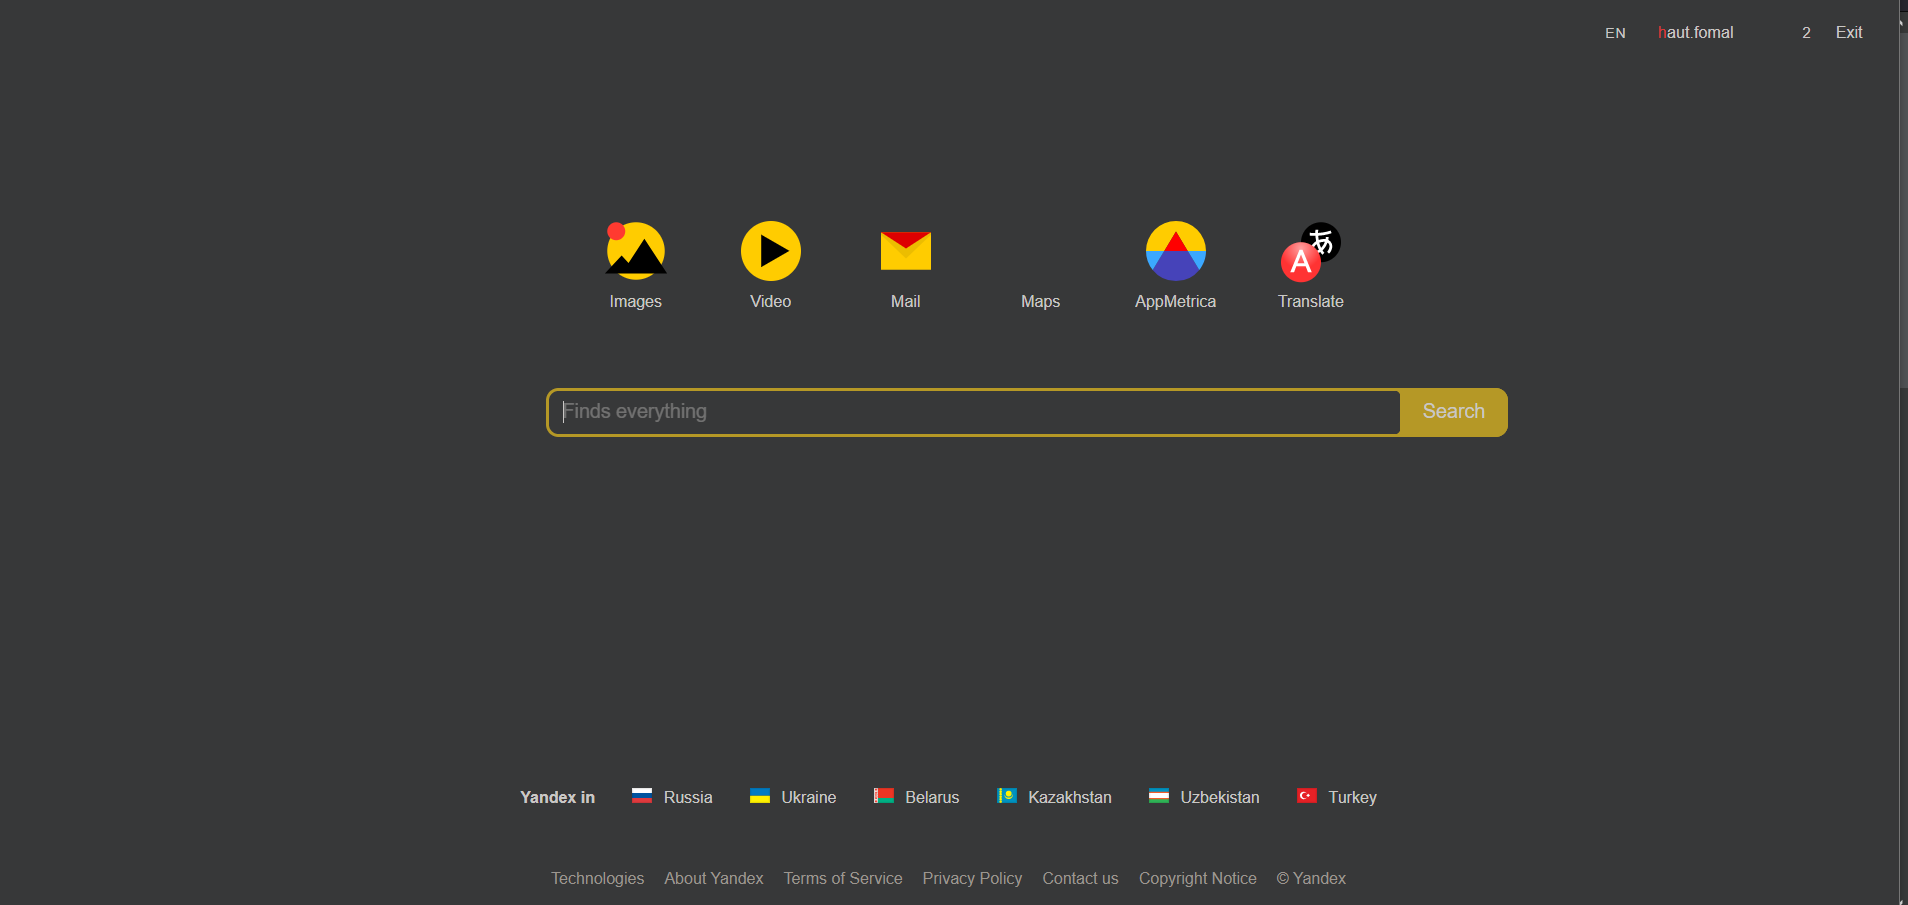 EN haut.fomal 2 Exit
あ
A
Images Video Mail Maps AppMetrica Translate
Finds everything Search
Yandex in Russia Ukraine Belarus Kazakhstan Uzbekistan Turkey
Technologies About Yandex Terms of Service Privacy Policy Contact us Copyright Notice © Yandex